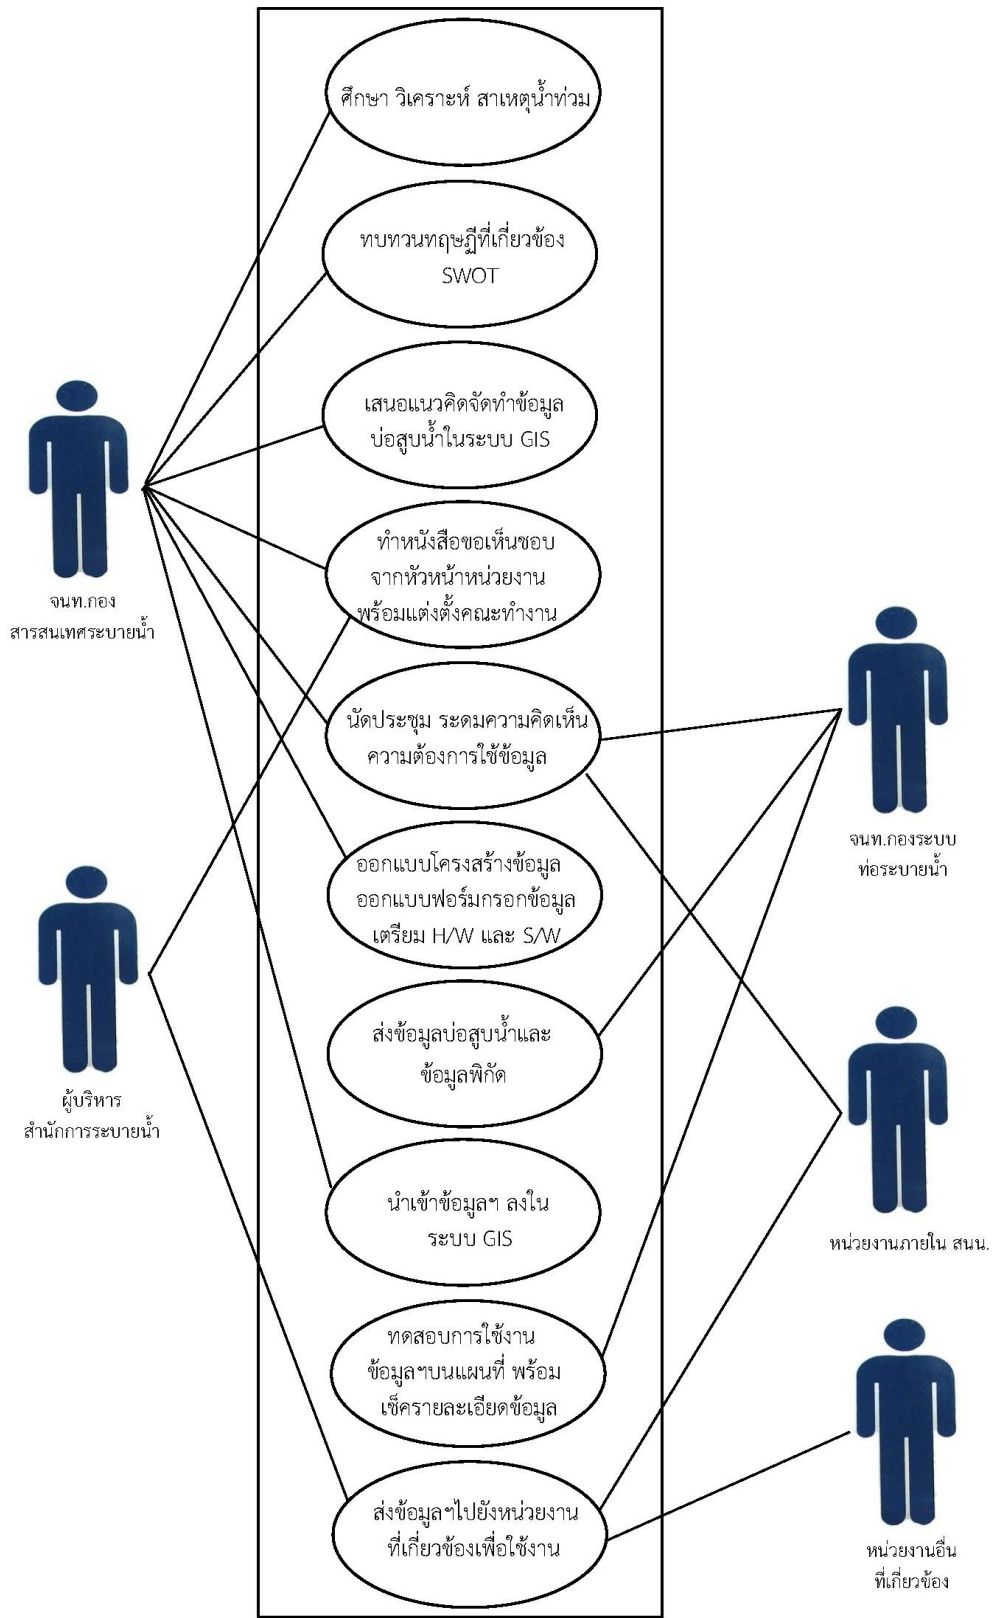 ศึกษา วิเคราะห์ สาเหตุน้ำท่วม
ทบทวนทฤษฏีที่เกี่ยวข้อง
SWOT
เสนอแนวคิดจัดทำข้อมูล
บ่อสูบน้ำในระบบ GIS
ทำหนังสือขอเห็นชอบ
จากหัวหน้าหน่วยงาน
พร้อมแต่งตั้งคณะทำงาน
จนท.กอง
สารสนเทศระบายน้ำ
นัดประชุม ระดมความคิดเห็น
ความต้องการใช้ข้อมูล
จนท.กองระบบ
ท่อระบายน้ำ
ออกแบบโครงสร้างข้อมูล
ออกแบบฟอร์มกรอกข้อมูล
เตรียม H/W และ S/W
ส่งข้อมูลบ่อสูบน้ำและ
ข้อมูลพิกัด
ผู้บริหาร
สำนักการระบายน้ำ
นำเข้าข้อมูลฯ ลงใน
ระบบ GIS
หน่วยงานภายใน สนน.
ทดสอบการใช้งาน
ข้อมูลฯบนแผนที่ พร้อม
เช็ครายละเอียดข้อมูล
ส่งข้อมูลฯไปยังหน่วยงาน
ที่เกี่ยวข้องเพื่อใช้งาน
หน่วยงานอื่น
ที่เกี่ยวข้อง